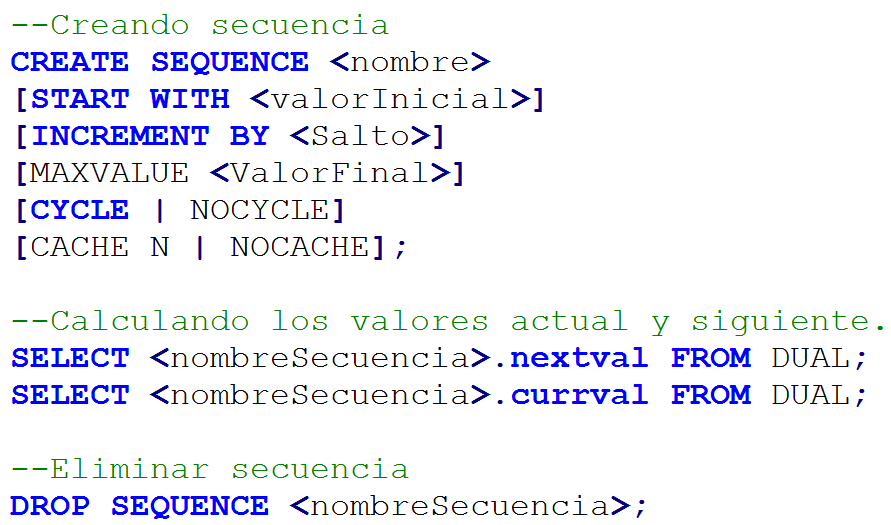 --Creando secuencia
CREATE SEQUENCE <nombre>
[START WITH <valorInicial>]
[INCREMENT BY <Salto>]
[MAXVALUE <ValorFinal>]
[CYCLE | NOCYCLE]
[CACHE N | NOCACHE];
--Calculando los valores actual y siguiente.
SELECT <nombreSecuencia>.nextval FROM DUAL;
SELECT <nombreSecuencia>.currval FROM DUAL;
--Eliminar secuencia
DROP SEQUENCE <nombreSecuencia>;